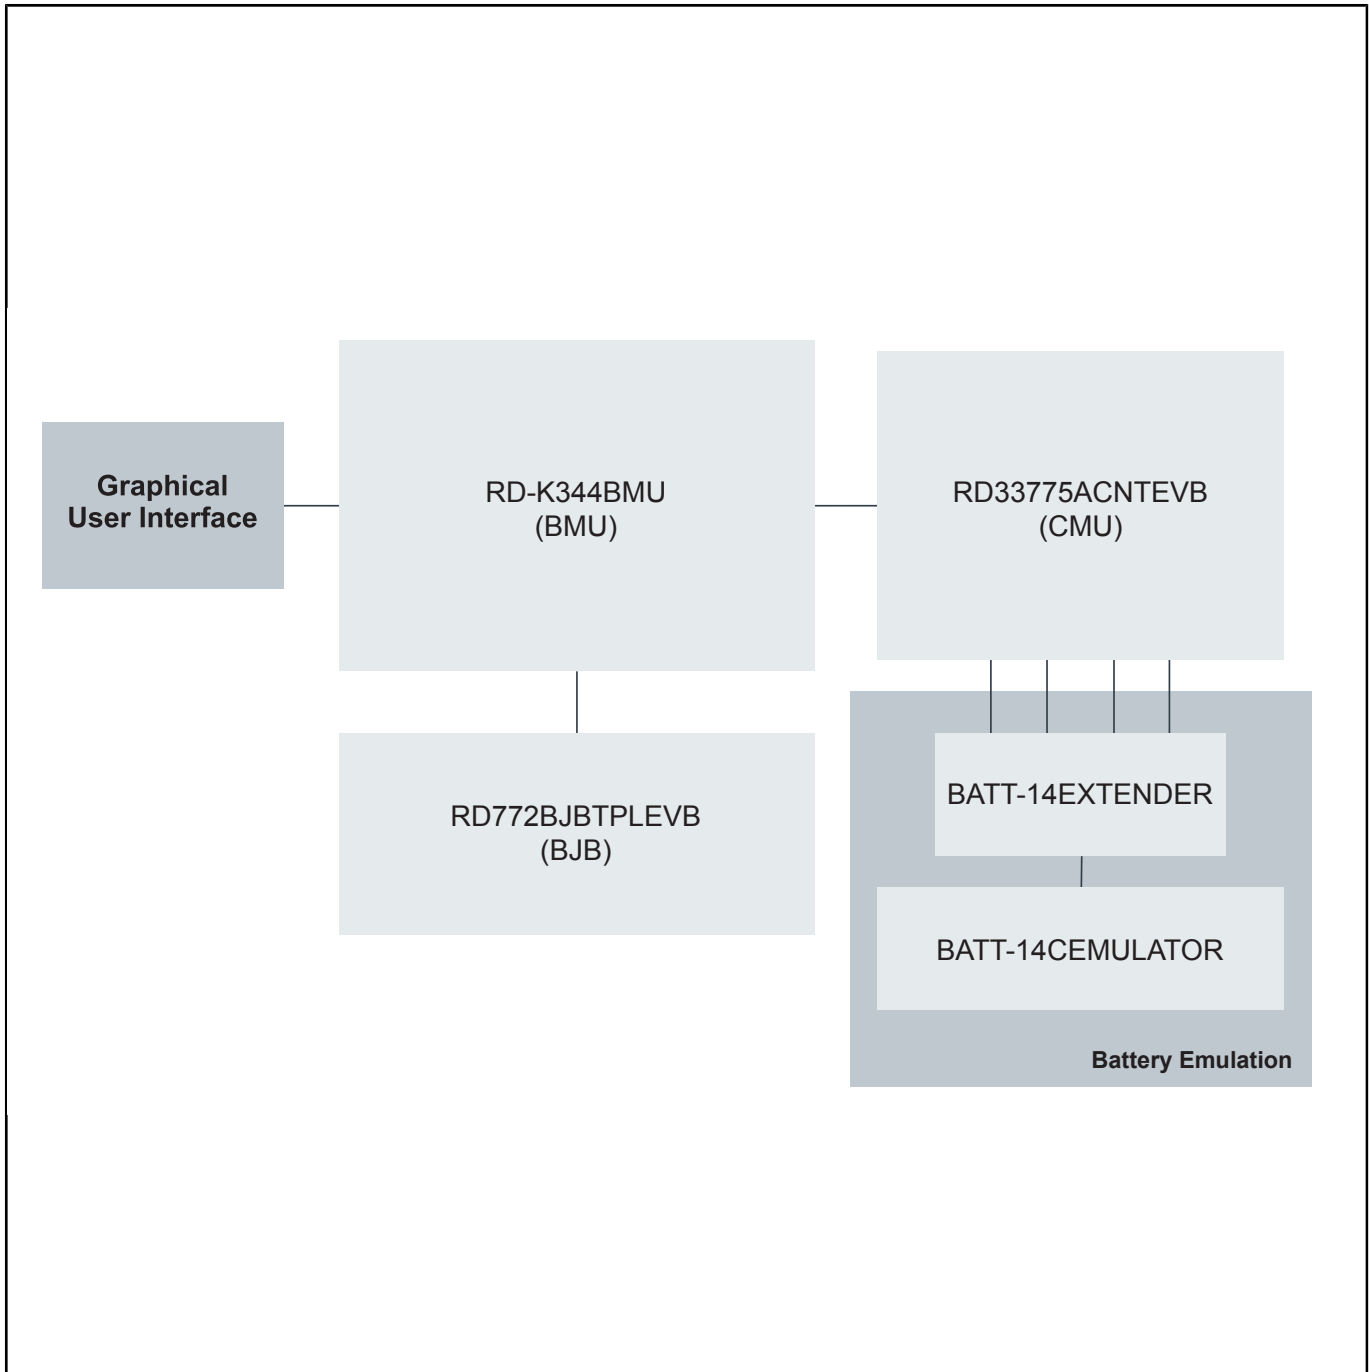 Graphical
User Interface
RD-K344BMU
(BMU)
RD33775ACNTEVB
(CMU)
RD772BJBTPLEVB
(BJB)
BATT-14EXTENDER
BATT-14CEMULATOR
Battery Emulation